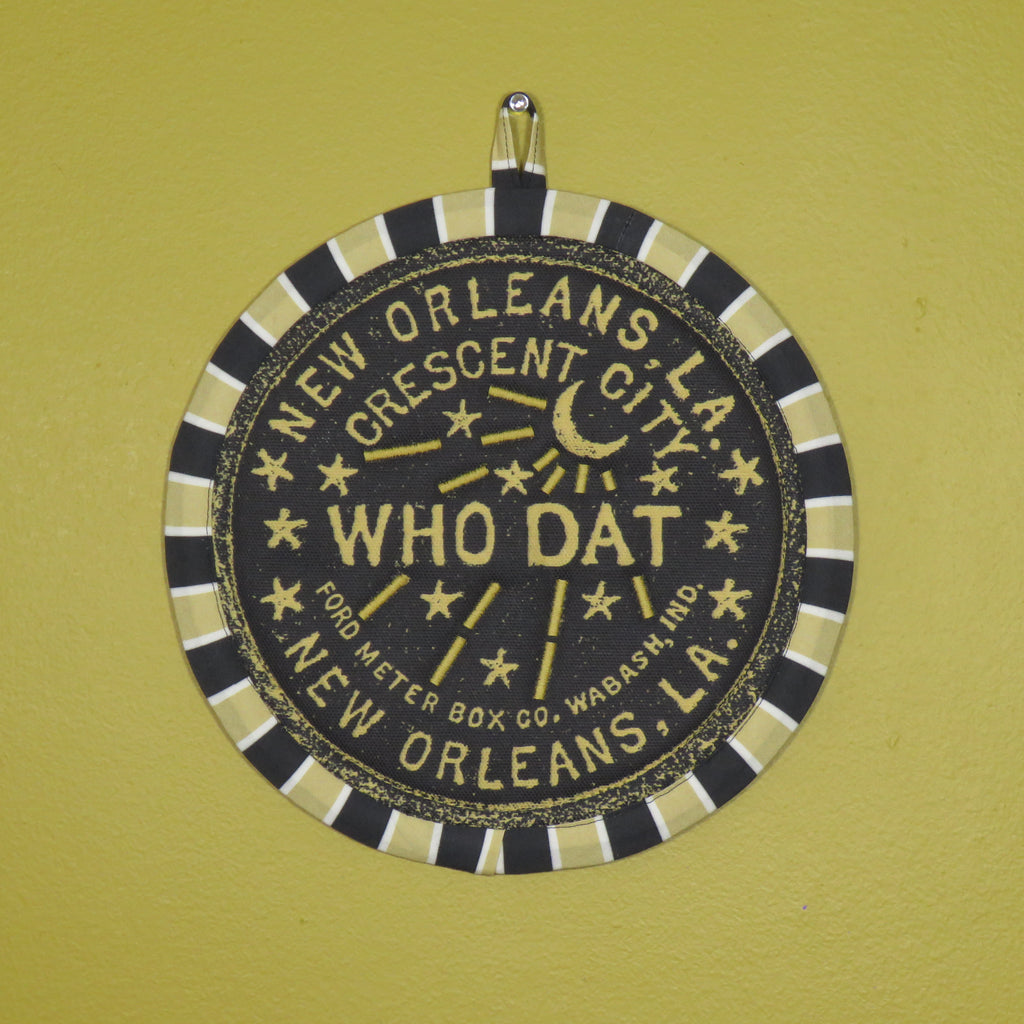 NEW ORLEANS, LA.
CRESCENT CITY
WHO DAT
FORD METER BOX CO. WABASH, IND.
NEW ORLEANS, LA.